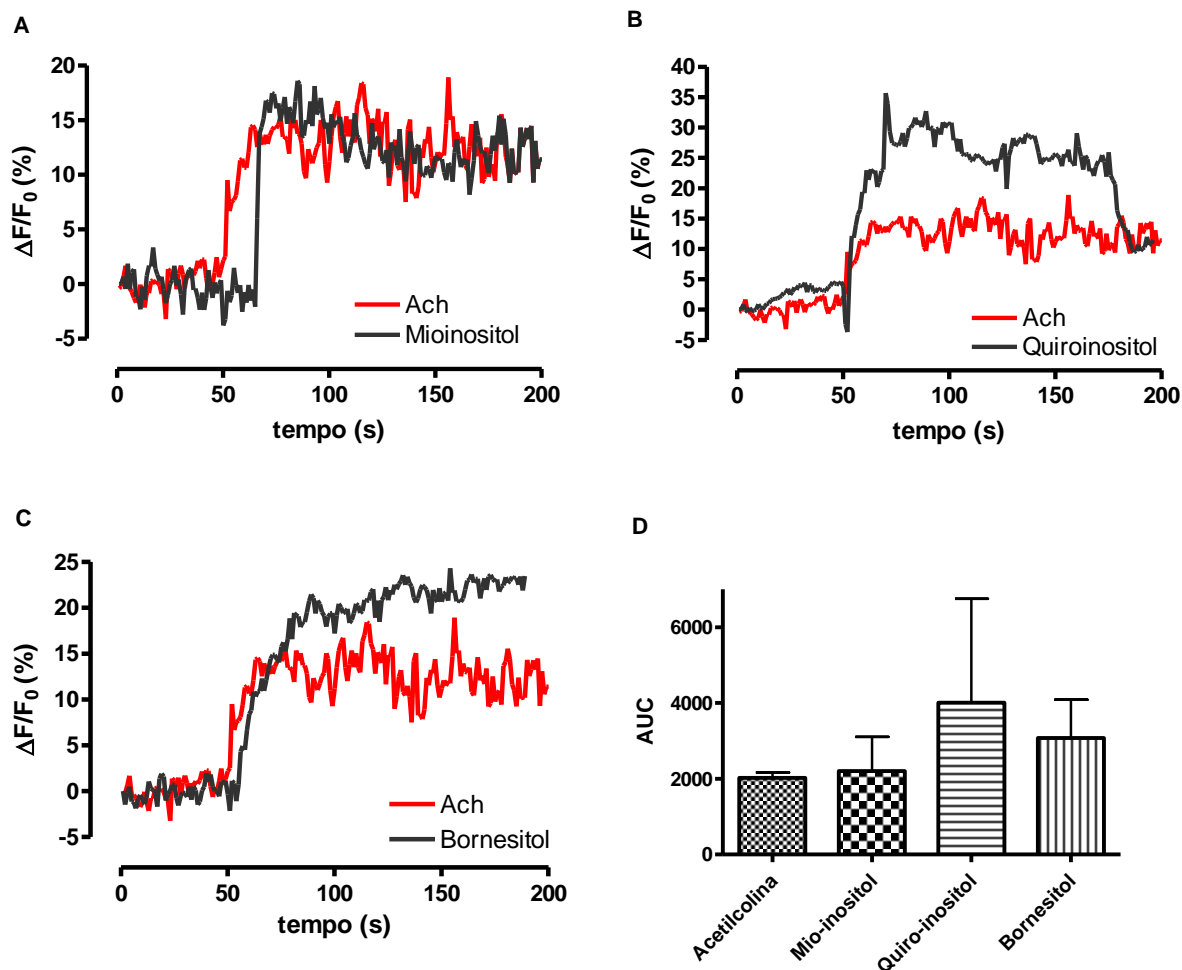 A
20
15
10
5
0
-5
ΔF/F0 (%)
Ach
Mioinositol
0 50 100 150 200
tempo (s)
B
40
35
30
25
20
15
10
5
0
-5
ΔF/F0 (%)
Ach
Quiroinositol
0 50 100 150 200
tempo (s)
C
25
20
15
10
5
0
-5
ΔF/F0 (%)
Ach
Bornesitol
0 50 100 150 200
tempo (s)
D
6000
4000
2000
0
AUC
Acetilcolina
Mio-inositol
Quiro-inositol
Bornesitol